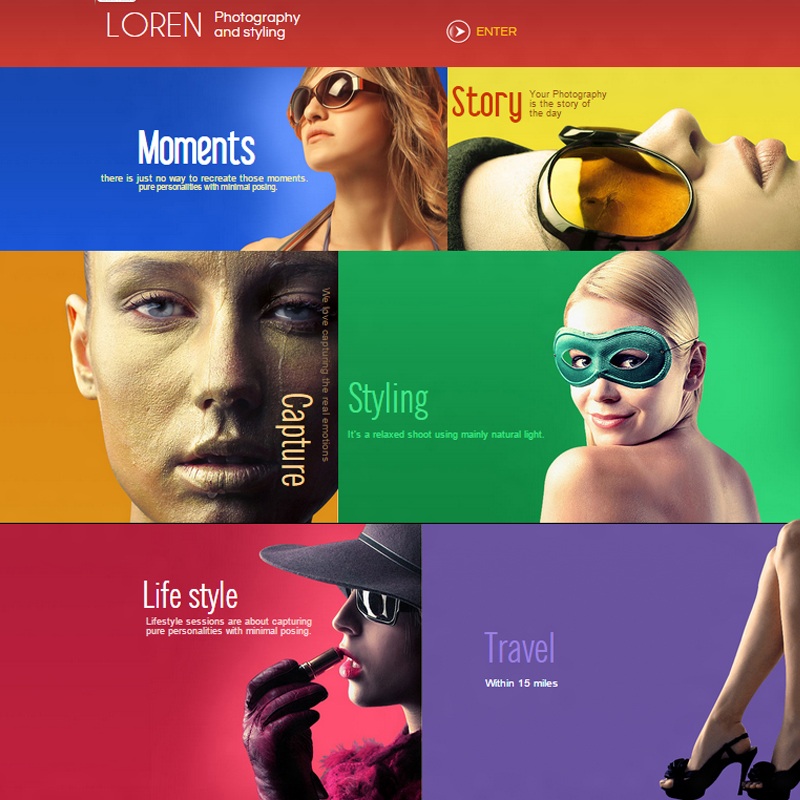 LOREN
Photography
and styling
ENTER
Moments
there is just no way to recreate those moments.
pure personalities with minimal posing.
Story
Your Photography
is the story of
the day
We love capturing the real emotions
Capture
Styling
It's a relaxed shoot using mainly natural light.
Life style
Lifestyle sessions are about capturing
pure personalities with minimal posing.
Travel
Within 15 miles